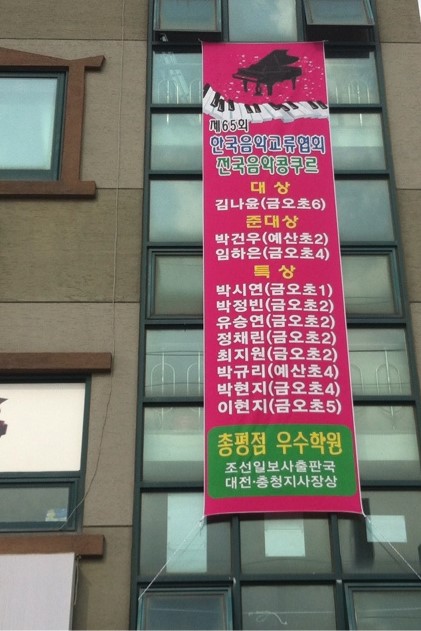 제65회
한국음악교류협회
전국음악콩쿠르
대상
김나윤(금오초6)
준대상
박건우(예산초2)
임하은(금오초4)
특상
박시연(금오초1)
박정빈(금오초2)
유승연(금오초2)
정채린(금오초2)
최지원(금오초2)
박규리(예산초4)
박현지(금오초4)
이현지(금오초5)
총평점 우수학원
조선일보사출판국
대전·충청지사장상